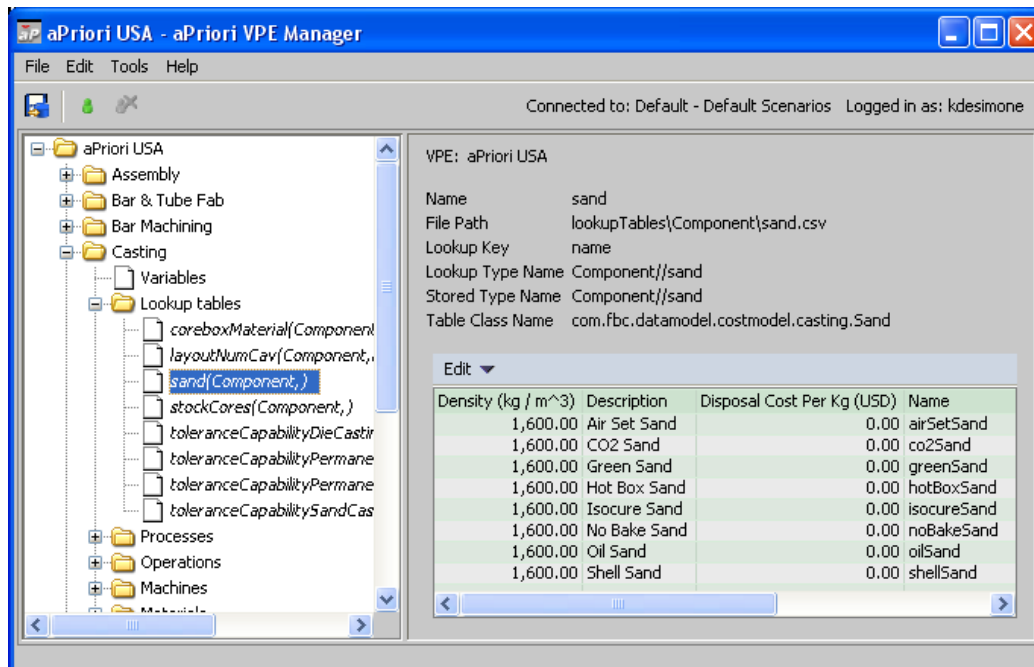 aP aPriori USA - aPriori VPE Manager
File Edit Tools Help
Connected to: Default - Default Scenarios Logged in as: kdesimone
aPriori USA
Assembly
Bar & Tube Fab
Bar Machining
Casting
Variables
Lookup tables
coreboxMaterial(Component
layoutNumCav(Component,
sand(Component,)
stockCores(Component,)
toleranceCapabilityDieCastin
toleranceCapabilityPermane
toleranceCapabilityPermane
toleranceCapabilitySandCas
Processes
Operations
Machines
Materials
VPE: aPriori USA
Name sand
File Path lookupTables\Component\sand.csv
Lookup Key name
Lookup Type Name Component//sand
Stored Type Name Component//sand
Table Class Name com.fbc.datamodel.costmodel.casting.Sand
Edit
Density (kg / m^3) Description Disposal Cost Per Kg (USD) Name
1,600.00 Air Set Sand 0.00 airSetSand
1,600.00 CO2 Sand 0.00 co2Sand
1,600.00 Green Sand 0.00 greenSand
1,600.00 Hot Box Sand 0.00 hotBoxSand
1,600.00 Isocure Sand 0.00 isocureSand
1,600.00 No Bake Sand 0.00 noBakeSand
1,600.00 Oil Sand 0.00 oilSand
1,600.00 Shell Sand 0.00 shellSand